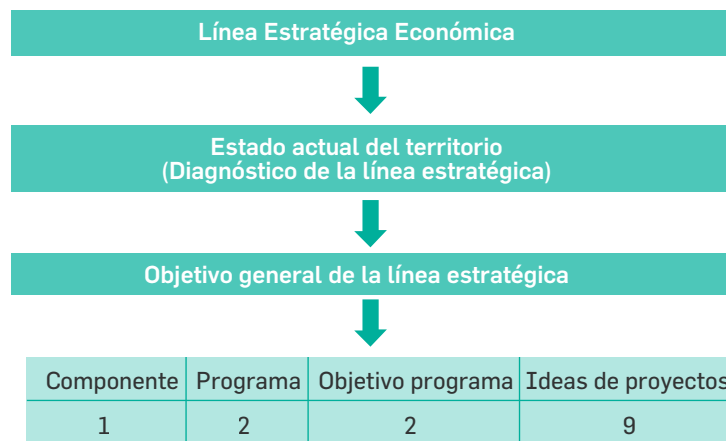 Línea Estratégica Económica
Estado actual del territorio
(Diagnóstico de la línea estratégica)
Objetivo general de la línea estratégica
Componente Programa Objetivo programa Ideas de proyectos
1 2 2 9